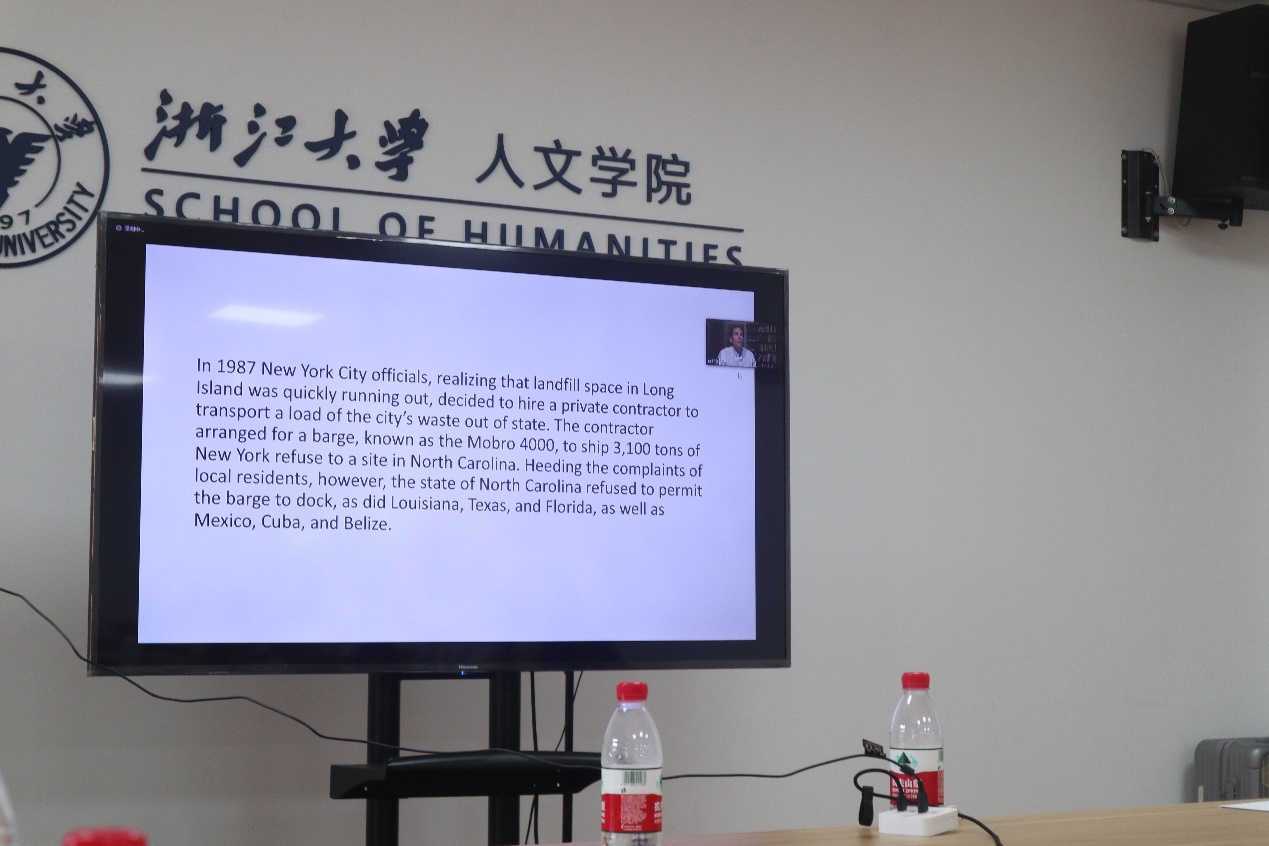 大
97
UNIVERSITY
浙江大学 人文学院
SCHOOL OF HUMANITIES
In 1987 New York City officials, realizing that landfill space in Long
Island was quickly running out, decided to hire a private contractor to
transport a load of the city's waste out of state. The contractor
arranged for a barge, known as the Mobro 4000, to ship 3,100 tons of
New York refuse to a site in North Carolina. Heeding the complaints of
local residents, however, the state of North Carolina refused to permit
the barge to dock, as did Louisiana, Texas, and Florida, as well as
Mexico, Cuba, and Belize.
Hisense